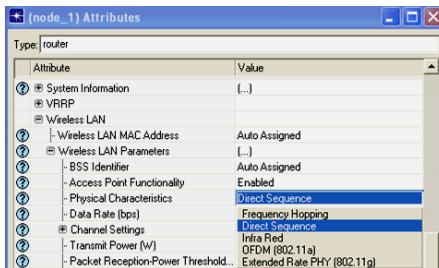 (node_1) Attributes
Type: router
Attribute Value
System Information (...)
VRRP
Wireless LAN
Wireless LAN MAC Address Auto Assigned
Wireless LAN Parameters (...)
BSS Identifier Auto Assigned
Access Point Functionality Enabled
Physical Characteristics Direct Sequence
Data Rate (bps) Frequency Hopping
Channel Settings Direct Sequence
Infra Red
Transmit Power (W) OFDM (802.11a)
Packet Reception-Power Threshold... Extended Rate PHY (802.11g)